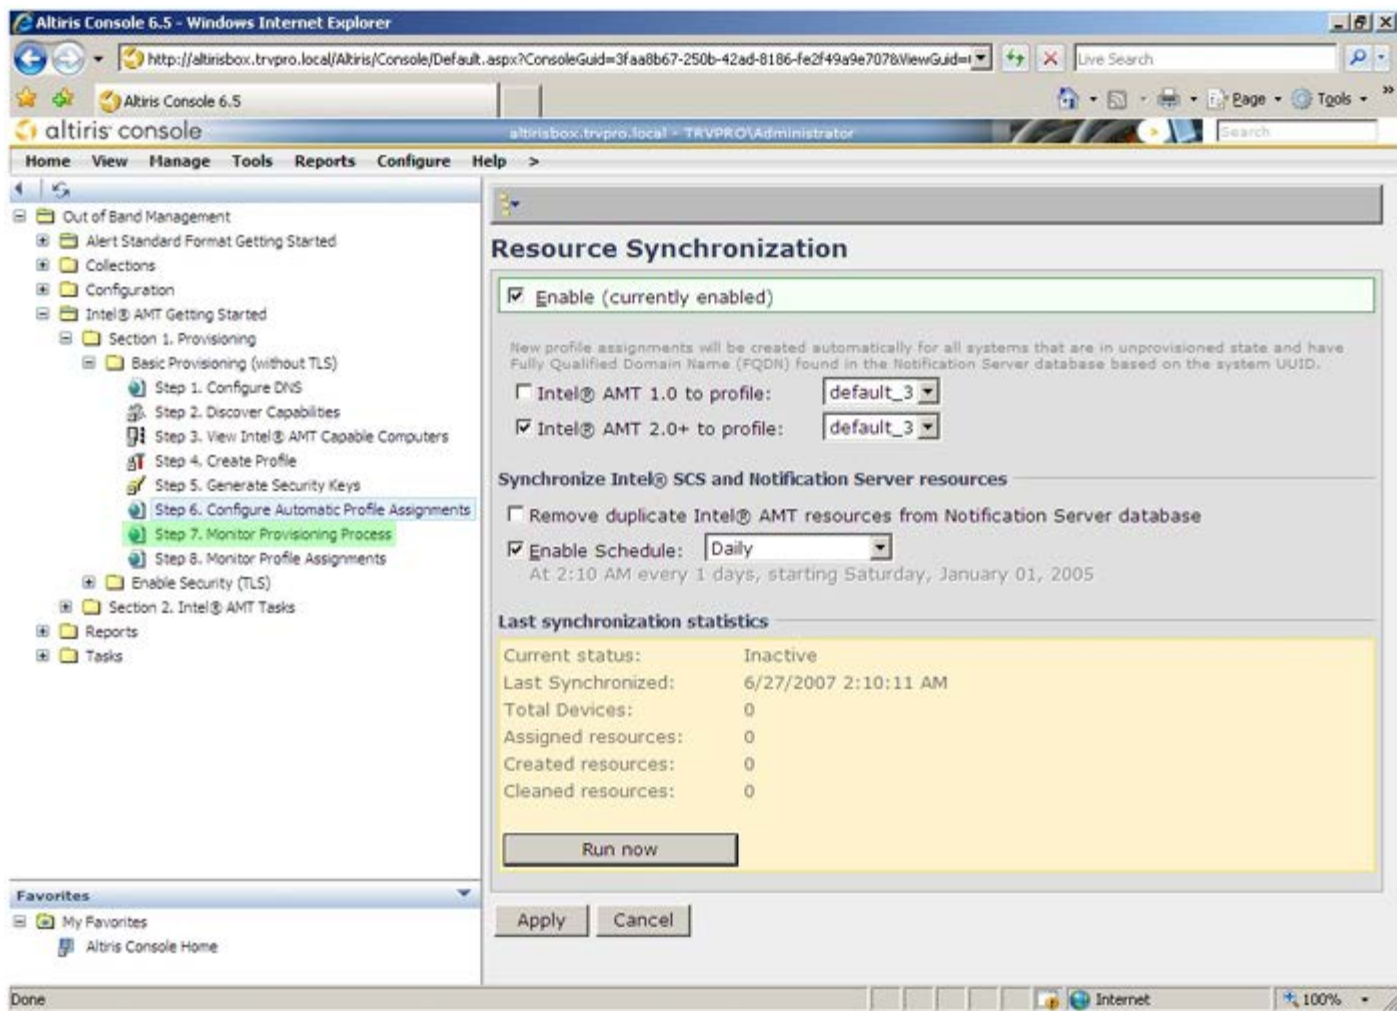 Altiris Console 6.5 - Windows Internet Explorer
http://altirisbox.trvpro.local/Altiris/Console/Default.aspx?ConsoleGuid=3faa8b67-250b-42ad-8186-fe2f49a9e707&ViewGuid=
Live Search
Altiris Console 6.5
Page
Tools
altiris console
altirisbox.trvpro.local - TRVPRO\Administrator
Search
Home View Manage Tools Reports Configure Help >
Out of Band Management
Alert Standard Format Getting Started
Collections
Configuration
Intel® AMT Getting Started
Section 1. Provisioning
Basic Provisioning (without TLS)
Step 1. Configure DNS
Step 2. Discover Capabilities
Step 3. View Intel® AMT Capable Computers
Step 4. Create Profile
Step 5. Generate Security Keys
Step 6. Configure Automatic Profile Assignments
Step 7. Monitor Provisioning Process
Step 8. Monitor Profile Assignments
Enable Security (TLS)
Section 2. Intel® AMT Tasks
Reports
Tasks
Favorites
My Favorites
Altiris Console Home
Resource Synchronization
Enable (currently enabled)
New profile assignments will be created automatically for all systems that are in unprovisioned state and have
Fully Qualified Domain Name (FQDN) found in the Notification Server database based on the system UUID.
Intel® AMT 1.0 to profile: default_3
Intel® AMT 2.0+ to profile: default_3
Synchronize Intel® SCS and Notification Server resources
Remove duplicate Intel® AMT resources from Notification Server database
Enable Schedule: Daily
At 2:10 AM every 1 days, starting Saturday, January 01, 2005
Last synchronization statistics
Current status: Inactive
Last Synchronized: 6/27/2007 2:10:11 AM
Total Devices: 0
Assigned resources: 0
Created resources: 0
Cleaned resources: 0
Run now
Apply Cancel
Done
Internet
100%